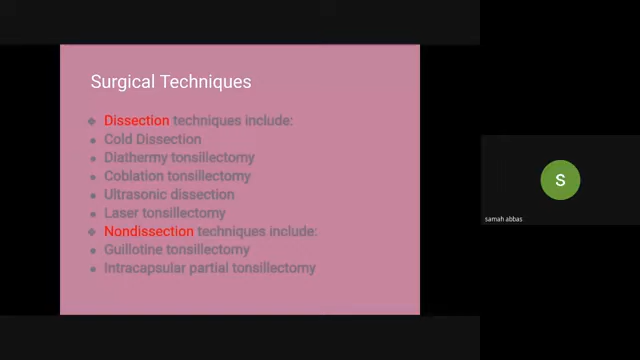 Surgical Techniques
❖ Dissection techniques include:
● Cold Dissection
● Diathermy tonsillectomy
● Coblation tonsillectomy
● Ultrasonic dissection
● Laser tonsillectomy
❖ Nondissection techniques include:
● Guillotine tonsillectomy
● Intracapsular partial tonsillectomy
S
samah abbas